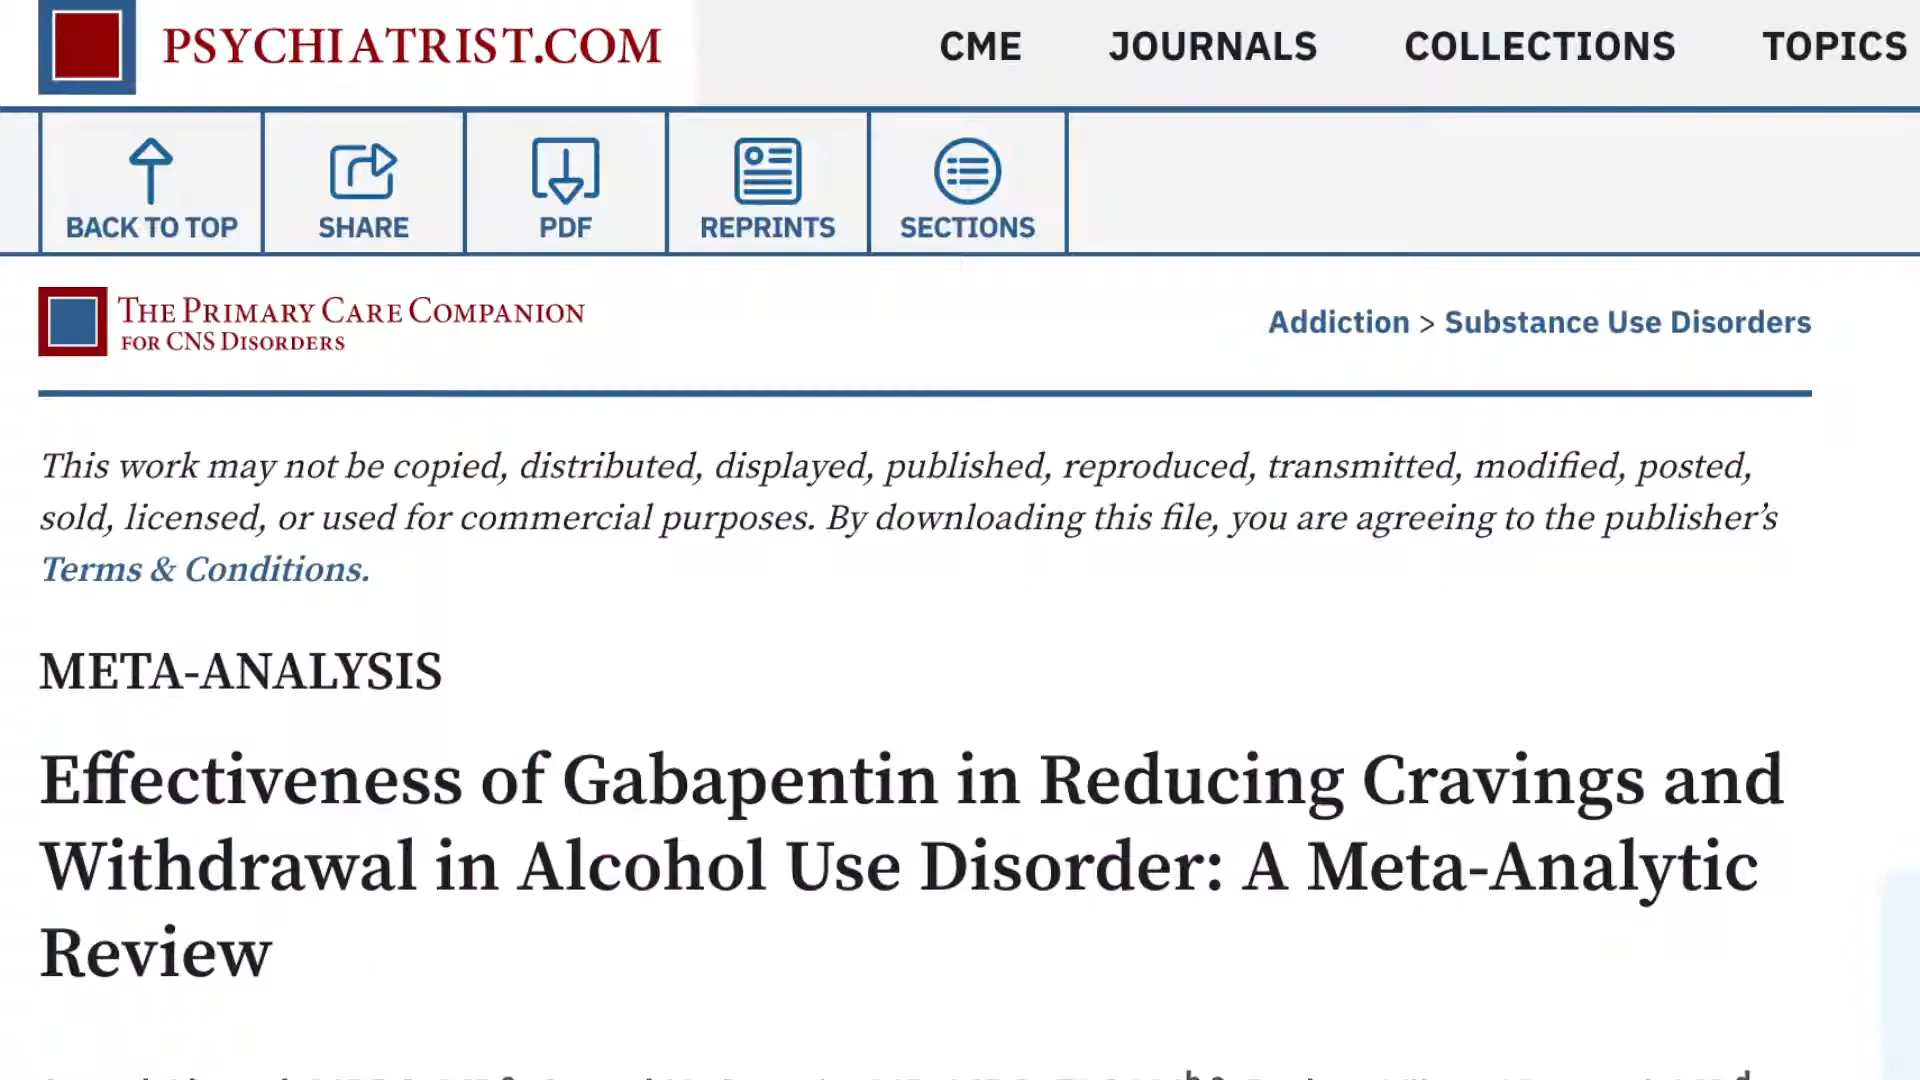 PSYCHIATRIST.COM
CME JOURNALS COLLECTIONS TOPICS
BACK TO TOP SHARE PDF REPRINTS SECTIONS
THE PRIMARY CARE COMPANION
FOR CNS DISORDERS
Addiction > Substance Use Disorders
This work may not be copied, distributed, displayed, published, reproduced, transmitted, modified, posted,
sold, licensed, or used for commercial purposes. By downloading this file, you are agreeing to the publisher’s
Terms & Conditions.
META-ANALYSIS
Effectiveness of Gabapentin in Reducing Cravings and
Withdrawal in Alcohol Use Disorder: A Meta-Analytic
Review